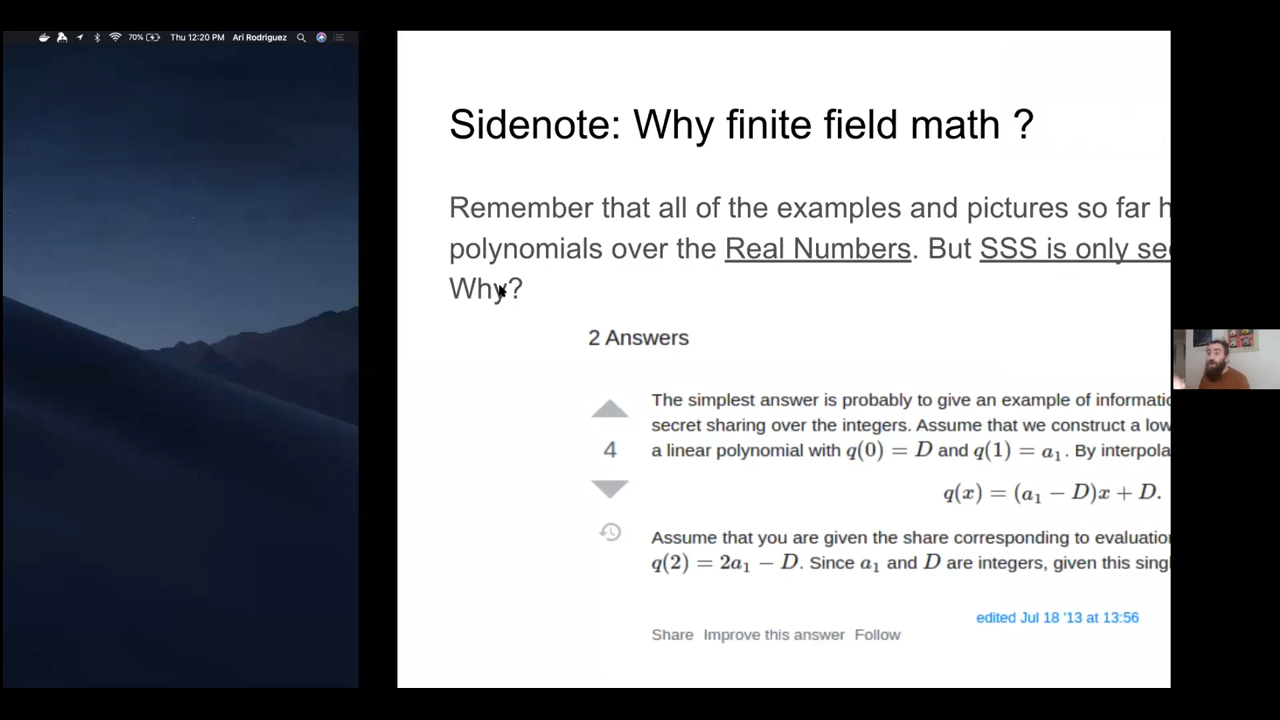 70% Thu 12:20 PM Ari Rodriguez
Sidenote: Why finite field math ?
Remember that all of the examples and pictures so far h
polynomials over the Real Numbers. But SSS is only se
Why?
2 Answers
The simplest answer is probably to give an example of informatic
secret sharing over the integers. Assume that we construct a low
4
a linear polynomial with q(0) = D and q(1) = a₁. By interpola
q(x) = (a₁ − D)x + D.
Assume that you are given the share corresponding to evaluation
q(2) = 2a₁ − D. Since a₁ and D are integers, given this sing
edited Jul 18 '13 at 13:56
Share Improve this answer Follow